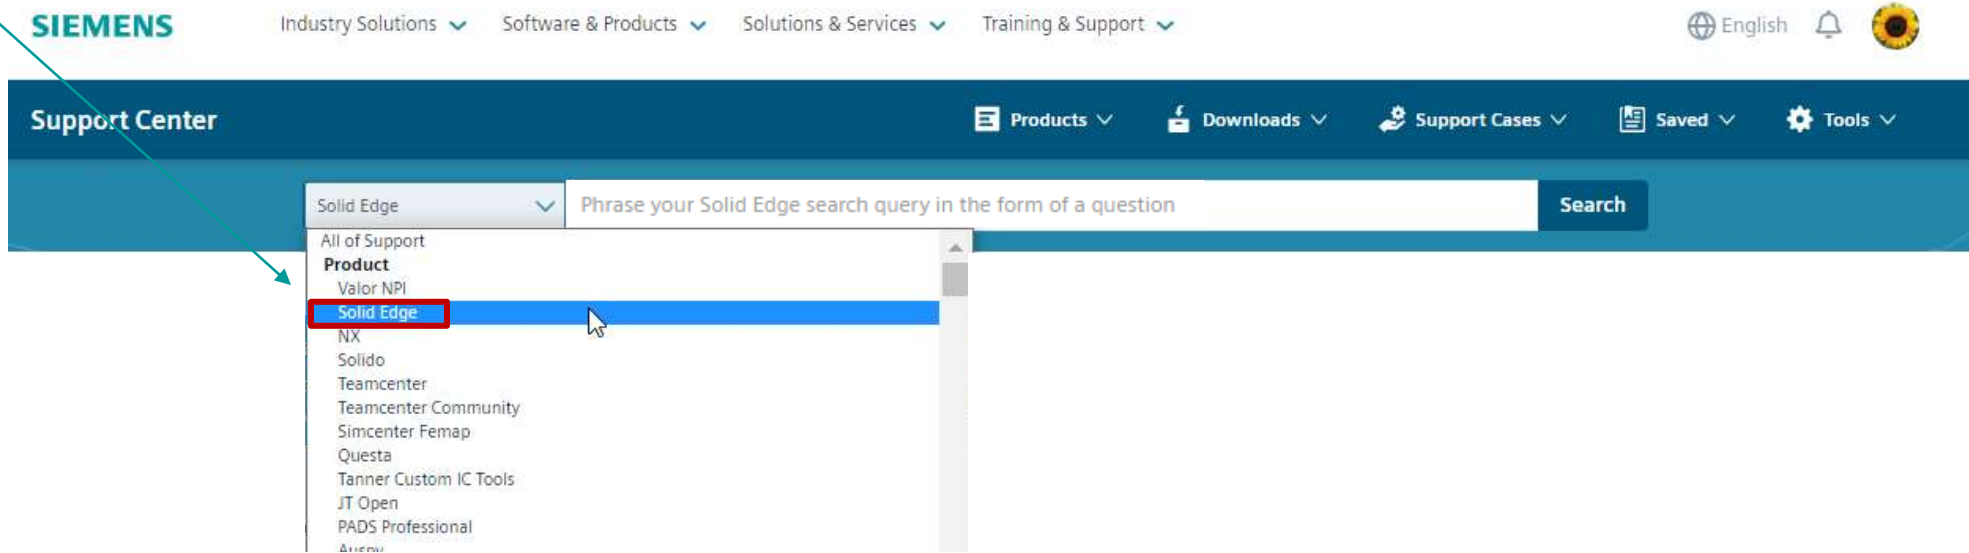 SIEMENS Industry Solutions Software & Products Solutions & Services Training & Support English
Support Center Products Downloads Support Cases Saved Tools
Solid Edge Phrase your Solid Edge search query in the form of a question Search
All of Support
Product
Valor NPI
Solid Edge
NX
Solido
Teamcenter
Teamcenter Community
Simcenter Femap
Questa
Tanner Custom IC Tools
JT Open
PADS Professional